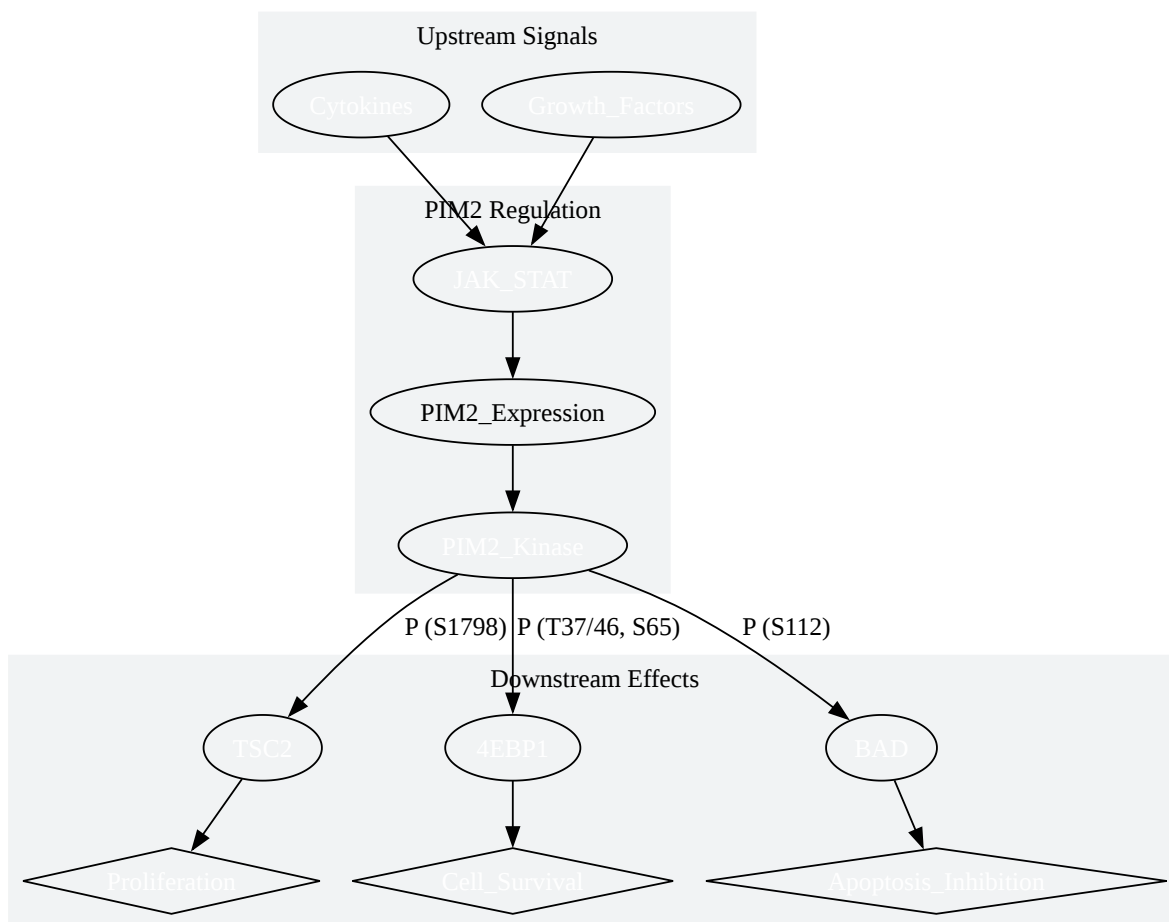 Upstream Signals
Cytokines
Growth_Factors
PIM2 Regulation
JAK_STAT
PIM2_Expression
PIM2_Kinase
P (S1798)
P (T37/46, S65)
P (S112)
Downstream Effects
TSC2
4EBP1
BAD
Proliferation
Cell_Survival
Apoptosis_Inhibition